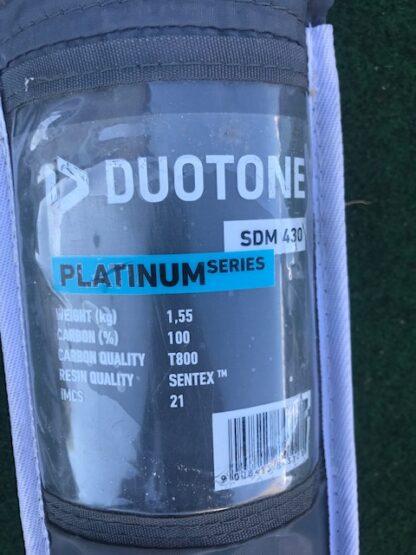 DUOTONE
SDM 430
PLATINUM SERIES
WEIGHT (kg) 1,55
CARBON (%) 100
CARBON QUALITY T800
RESIN QUALITY SENTEX™
IMCS 21